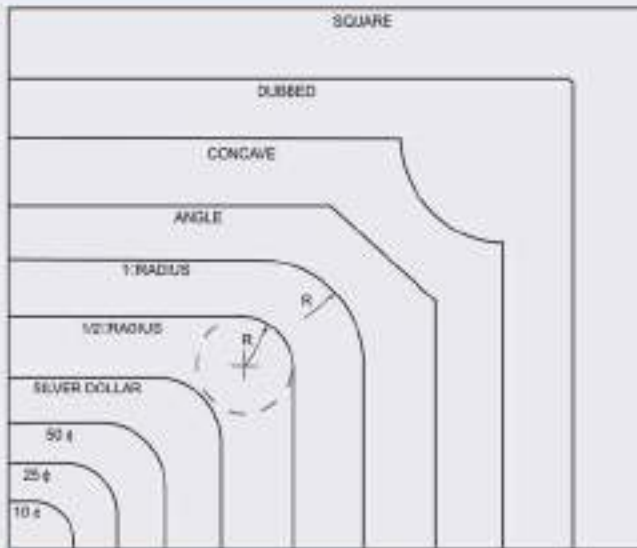 SQUARE
DUBBED
CONCAVE
ANGLE
1" RADIUS
R
1/2" RADIUS
R
SILVER DOLLAR
50 ¢
25 ¢
10 ¢